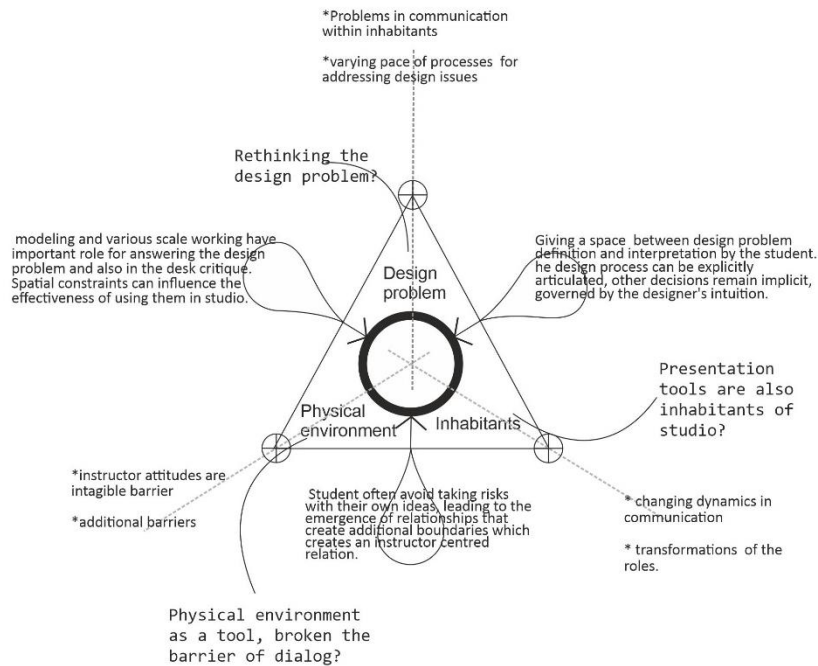 *Problems in communication
within inhabitants
*varying pace of processes for
addressing design issues
Rethinking the
design problem?
modeling and various scale working have
important role for answering the design
problem and also in the desk critique.
Spatial constraints can influence the
effectiveness of using them in studio.
Giving a space between design problem
definition and interpretation by the student.
he design process can be explicitly
articulated, other decisions remain implicit,
governed by the designer's intuition.
Design
problem
Presentation
tools are also
inhabitants of
studio?
Physical
environment
Inhabitants
*instructor attitudes are
intagible barrier
*additional barriers
Student often avoid taking risks
with their own ideas, leading to the
emergence of relationships that
create additional boundaries which
creates an instructor centred
relation.
* changing dynamics in
communication
* transformations of the
roles.
Physical environment
as a tool, broken the
barrier of dialog?